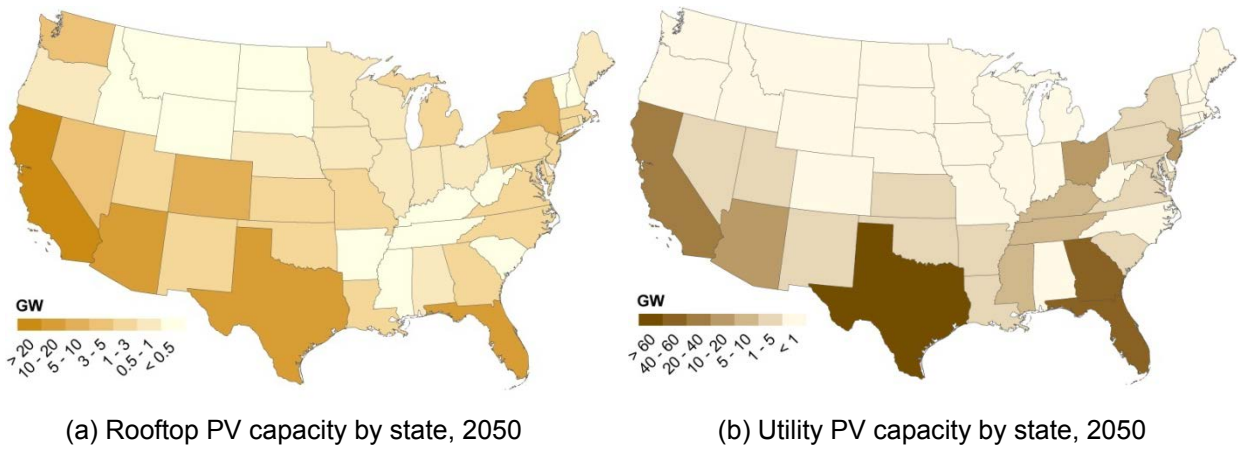 GW
> 20
10 - 20
5 - 10
3 - 5
1 - 3
0.5 - 1
< 0.5
(a) Rooftop PV capacity by state, 2050
GW
> 60
40 - 60
20 - 40
10 - 20
5 - 10
1 - 5
< 1
(b) Utility PV capacity by state, 2050